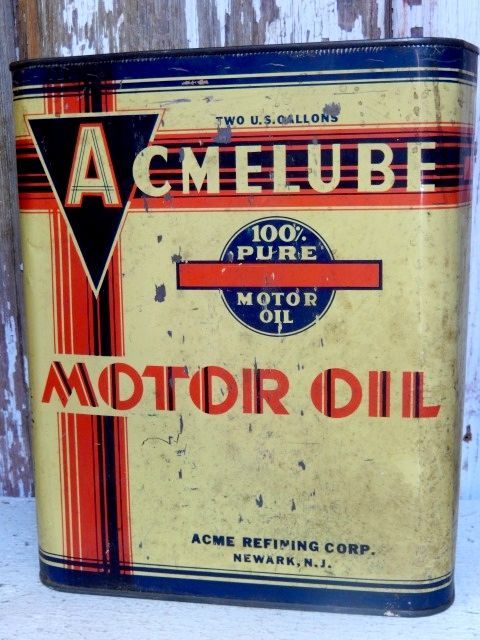 TWO U.S. GALLONS
ACMELUBE
100% PURE
MOTOR OIL
MOTOR OIL
ACME REFINING CORP.
NEWARK, N.J.